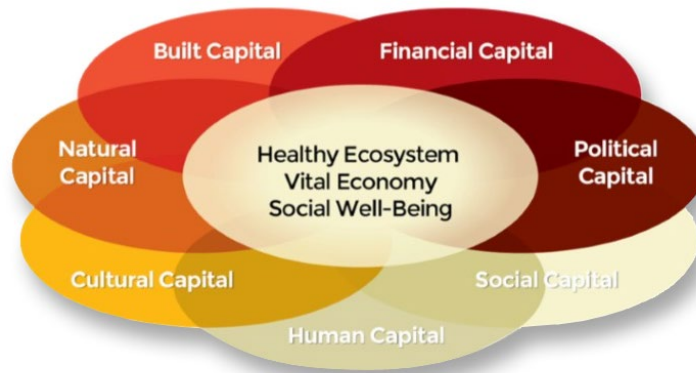 Built Capital
Financial Capital
Natural
Capital
Healthy Ecosystem
Vital Economy
Social Well-Being
Political
Capital
Cultural Capital
Social Capital
Human Capital